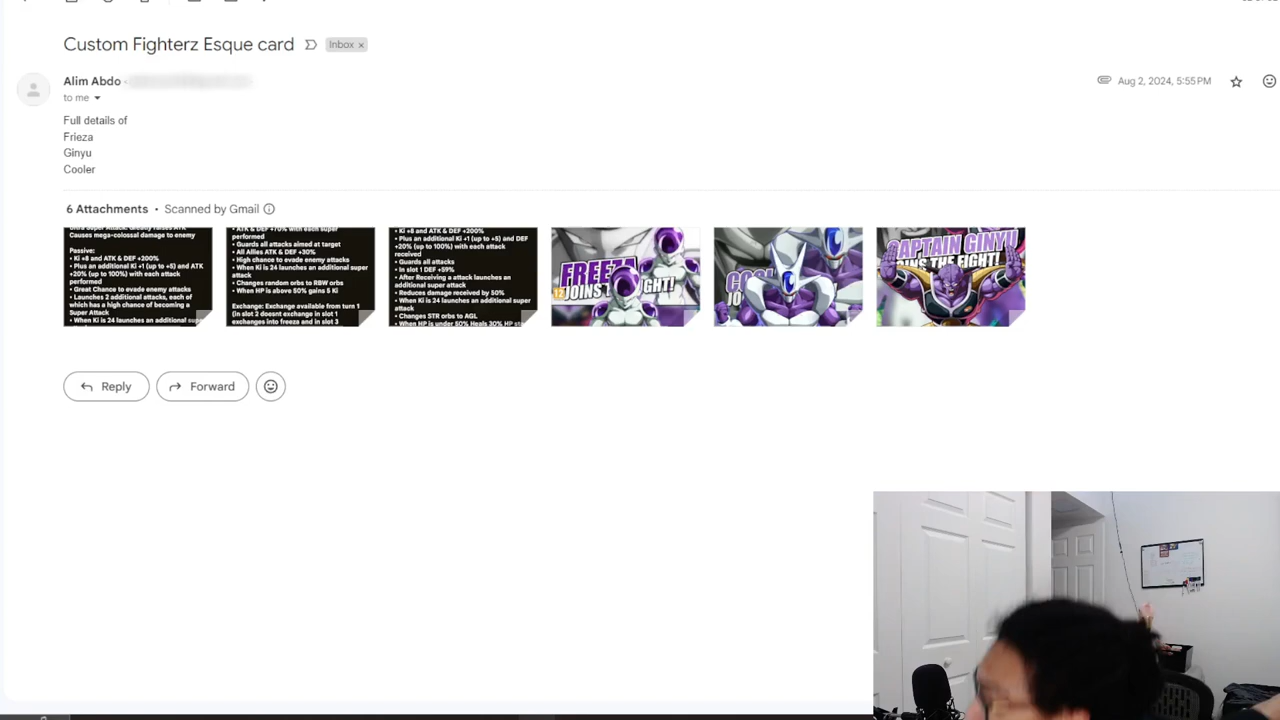 Custom Fighterz Esque card
Inbox x
Alim Abdo
Aug 2, 2024, 5:55 PM
to me
Full details of
Frieza
Ginyu
Cooler
6 Attachments • Scanned by Gmail
Causes mega-colossal damage to enemy
Passive:
• Ki +8 and ATK & DEF +200%
• Plus an additional Ki +1 (up to +5) and ATK
+20% (up to 100%) with each attack
performed
• Great Chance to evade enemy attacks
• Launches 2 additional attacks, each of
which has a high chance of becoming a
Super Attack
• When Ki is 24 launches an additional super
ATK & DEF +70% with each super
performed
• Guards all attacks aimed at target
• All Allies ATK & DEF +30%
• High chance to evade enemy attacks
• When Ki is 24 launches an additional super
attack
• Changes random orbs to RBW orbs
• When HP is above 50% gains 5 Ki
Exchange: Exchange available from turn 1
(in slot 2 doesnt exchange in slot 1
exchanges into freeza and in slot 3
• Ki +8 and ATK & DEF +200%
• Plus an additional Ki +1 (up to +5) and DEF
+20% (up to 100%) with each attack
received
• Guards all attacks
• In slot 1 DEF +59%
• After Receiving a attack launches an
additional super attack
• Reduces damage received by 50%
• When Ki is 24 launches an additional super
attack
• Changes STR orbs to AGL
• When HP is under 50% Heals 30% HP
FREEZA
JOINS GHT!
COOL
JO
CAPTAIN GINYU
INS THE FIGHT!
Reply
Forward